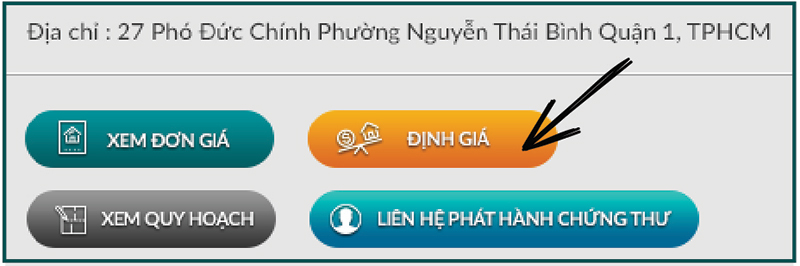 Địa chỉ : 27 Phó Đức Chính Phường Nguyễn Thái Bình Quận 1, TPHCM
XEM ĐƠN GIÁ
ĐỊNH GIÁ
XEM QUY HOẠCH
LIÊN HỆ PHÁT HÀNH CHỨNG THƯ